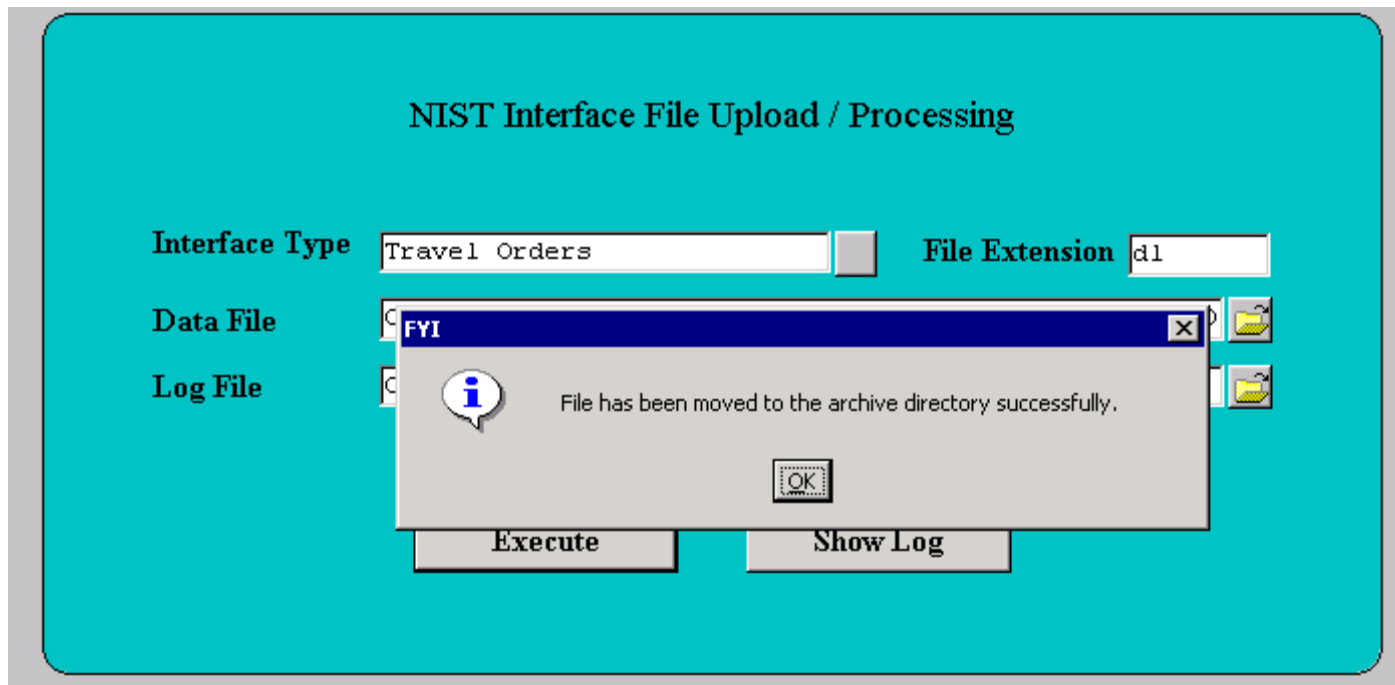 NIST Interface File Upload / Processing
Interface Type Travel Orders File Extension dl
Data File
FYI
Log File
File has been moved to the archive directory successfully.
OK
Execute Show Log